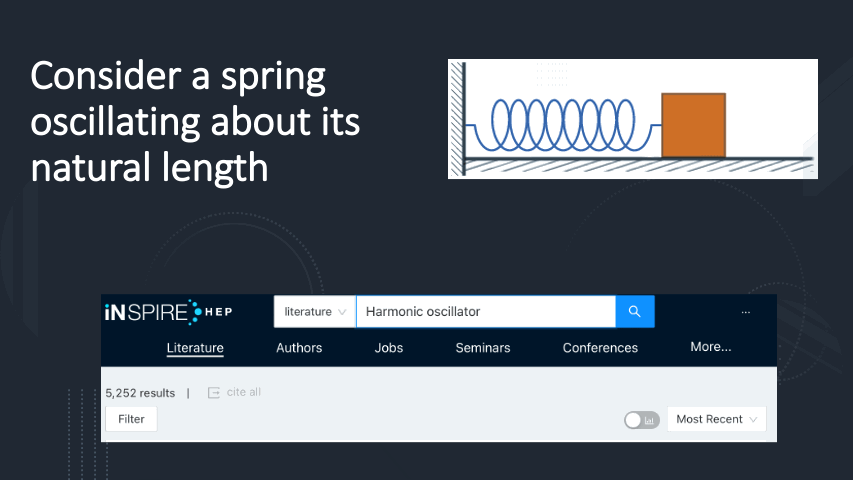 Consider a spring
oscillating about its
natural length
iNSPIRE HEP
literature
Harmonic oscillator
...
Literature
Authors
Jobs
Seminars
Conferences
More...
5,252 results |
cite all
Filter
Most Recent